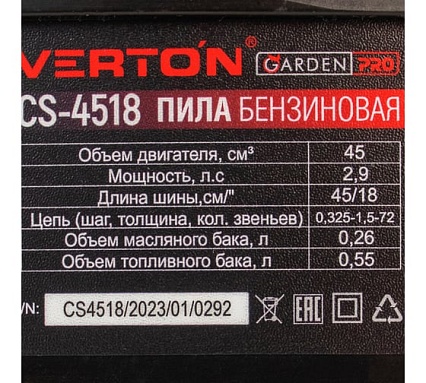 VERTON GARDEN PRO
CS-4518 ПИЛА БЕНЗИНОВАЯ
Объем двигателя, см³ 45
Мощность, л.с 2,9
Длина шины,см/" 45/18
Цепь (шаг, толщина, кол. звеньев) 0,325-1,5-72
Объем масляного бака, л 0,26
Объем топливного бака, л 0,55
/N: CS4518/2023/01/0292 EAC